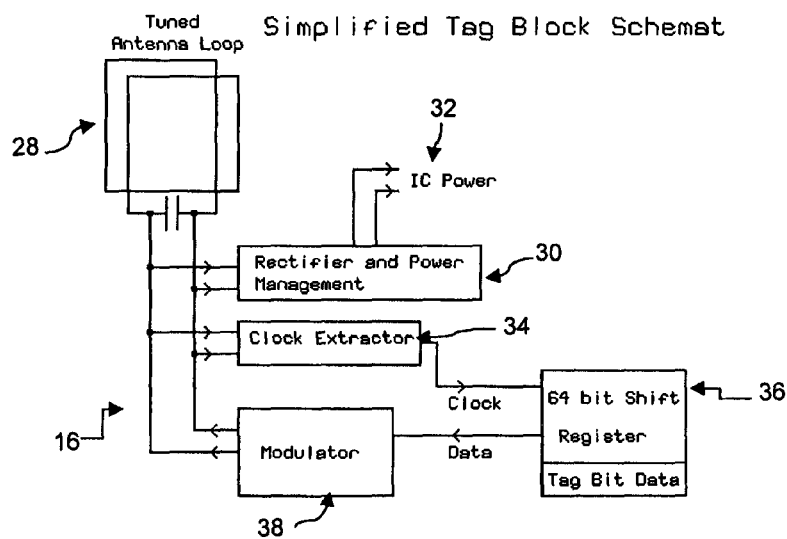 Simplified Tag Block Schemat
Tuned
Antenna Loop
28
32
IC Power
Rectifier and Power
Management
30
Clock Extractor
34
Clock
64 bit Shift
Register
36
16
Modulator
Data
Tag Bit Data
38